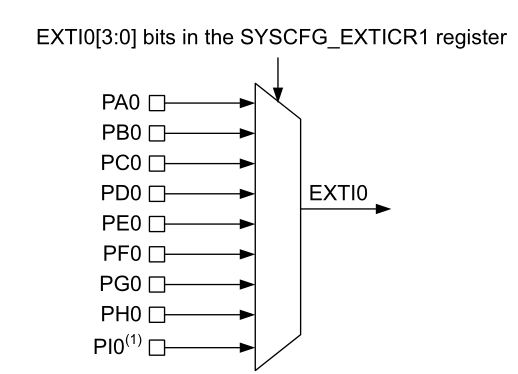 EXTI0[3:0] bits in the SYSCFG_EXTICR1 register
PA0
PB0
PC0
PD0
PE0
EXTI0
PF0
PG0
PH0
PI0(1)